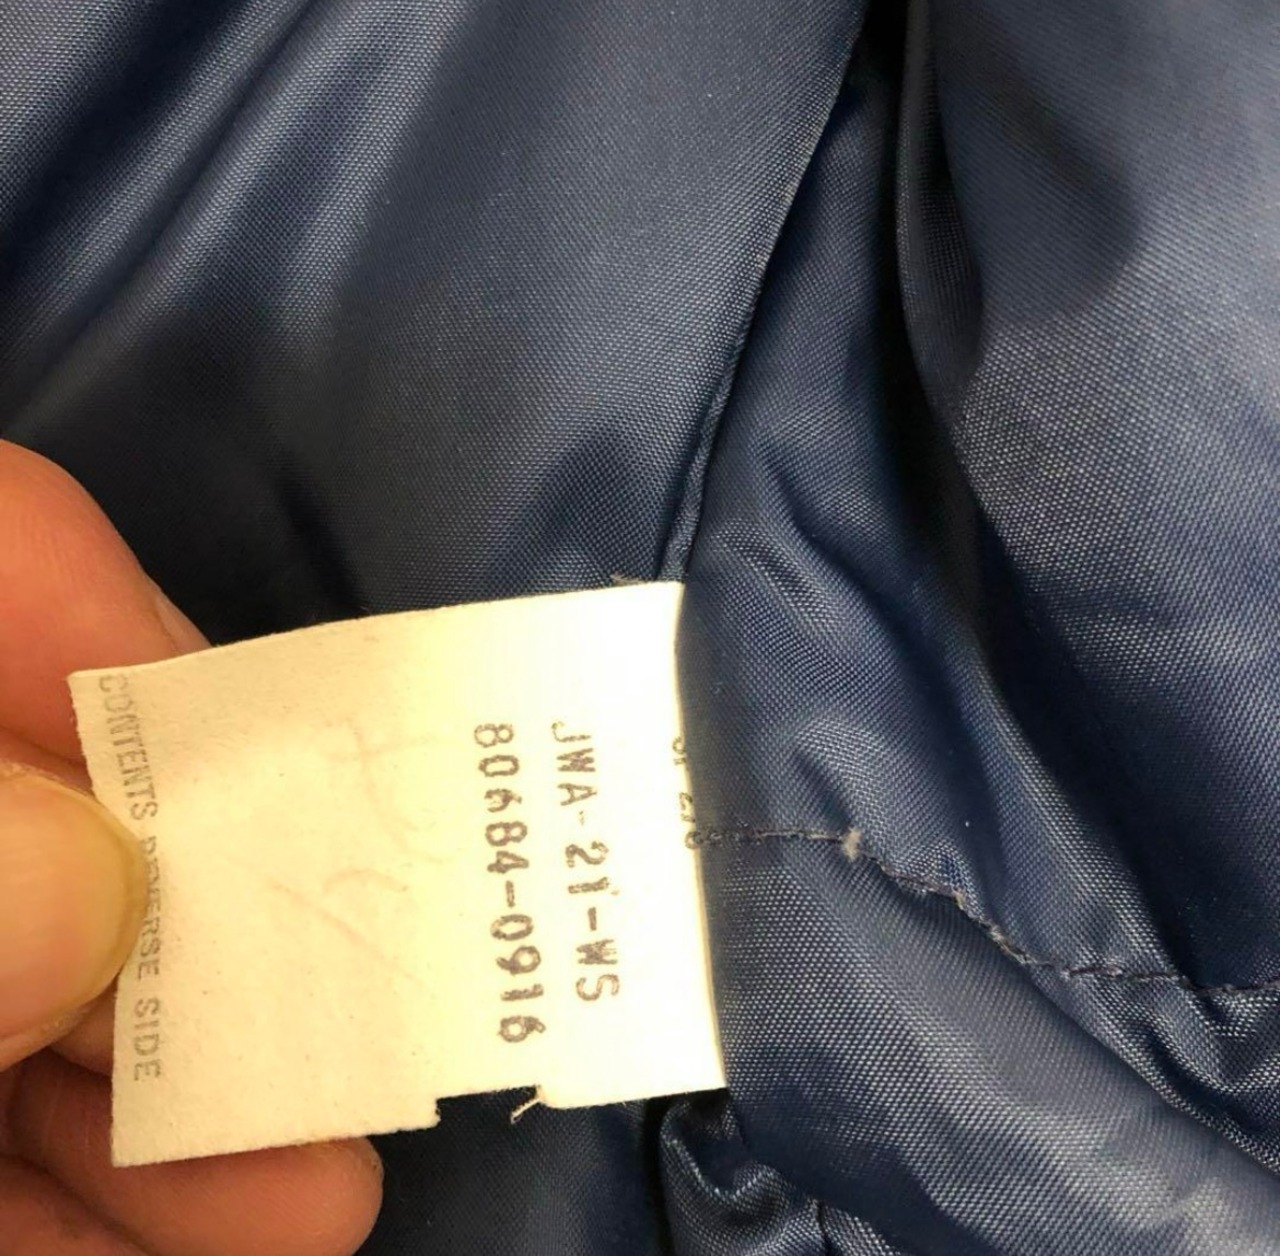 JWA-21-WS
80684-0916
CONTENTS REVERSE SIDE